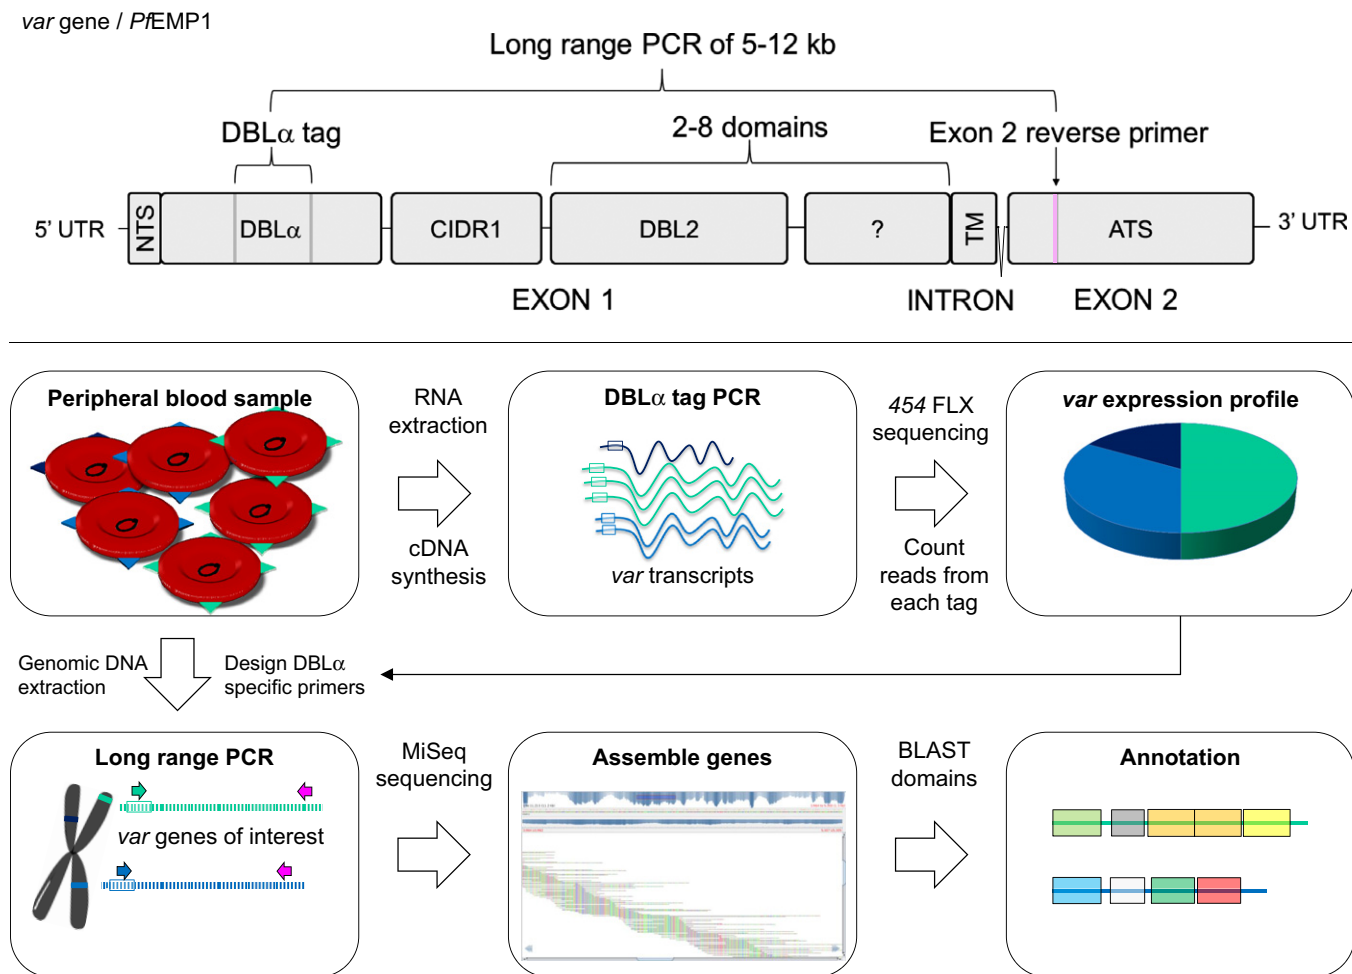 var gene / PfEMP1
Long range PCR of 5-12 kb
DBLα tag
2-8 domains
Exon 2 reverse primer
5’ UTR
NTS
DBLα
CIDR1
DBL2
?
TM
ATS
3’ UTR
EXON 1
INTRON
EXON 2
Peripheral blood sample
RNA
extraction
cDNA
synthesis
DBLα tag PCR
var transcripts
454 FLX
sequencing
Count
reads from
each tag
var expression profile
Genomic DNA
extraction
Design DBLα
specific primers
Long range PCR
var genes of interest
MiSeq
sequencing
Assemble genes
BLAST
domains
Annotation